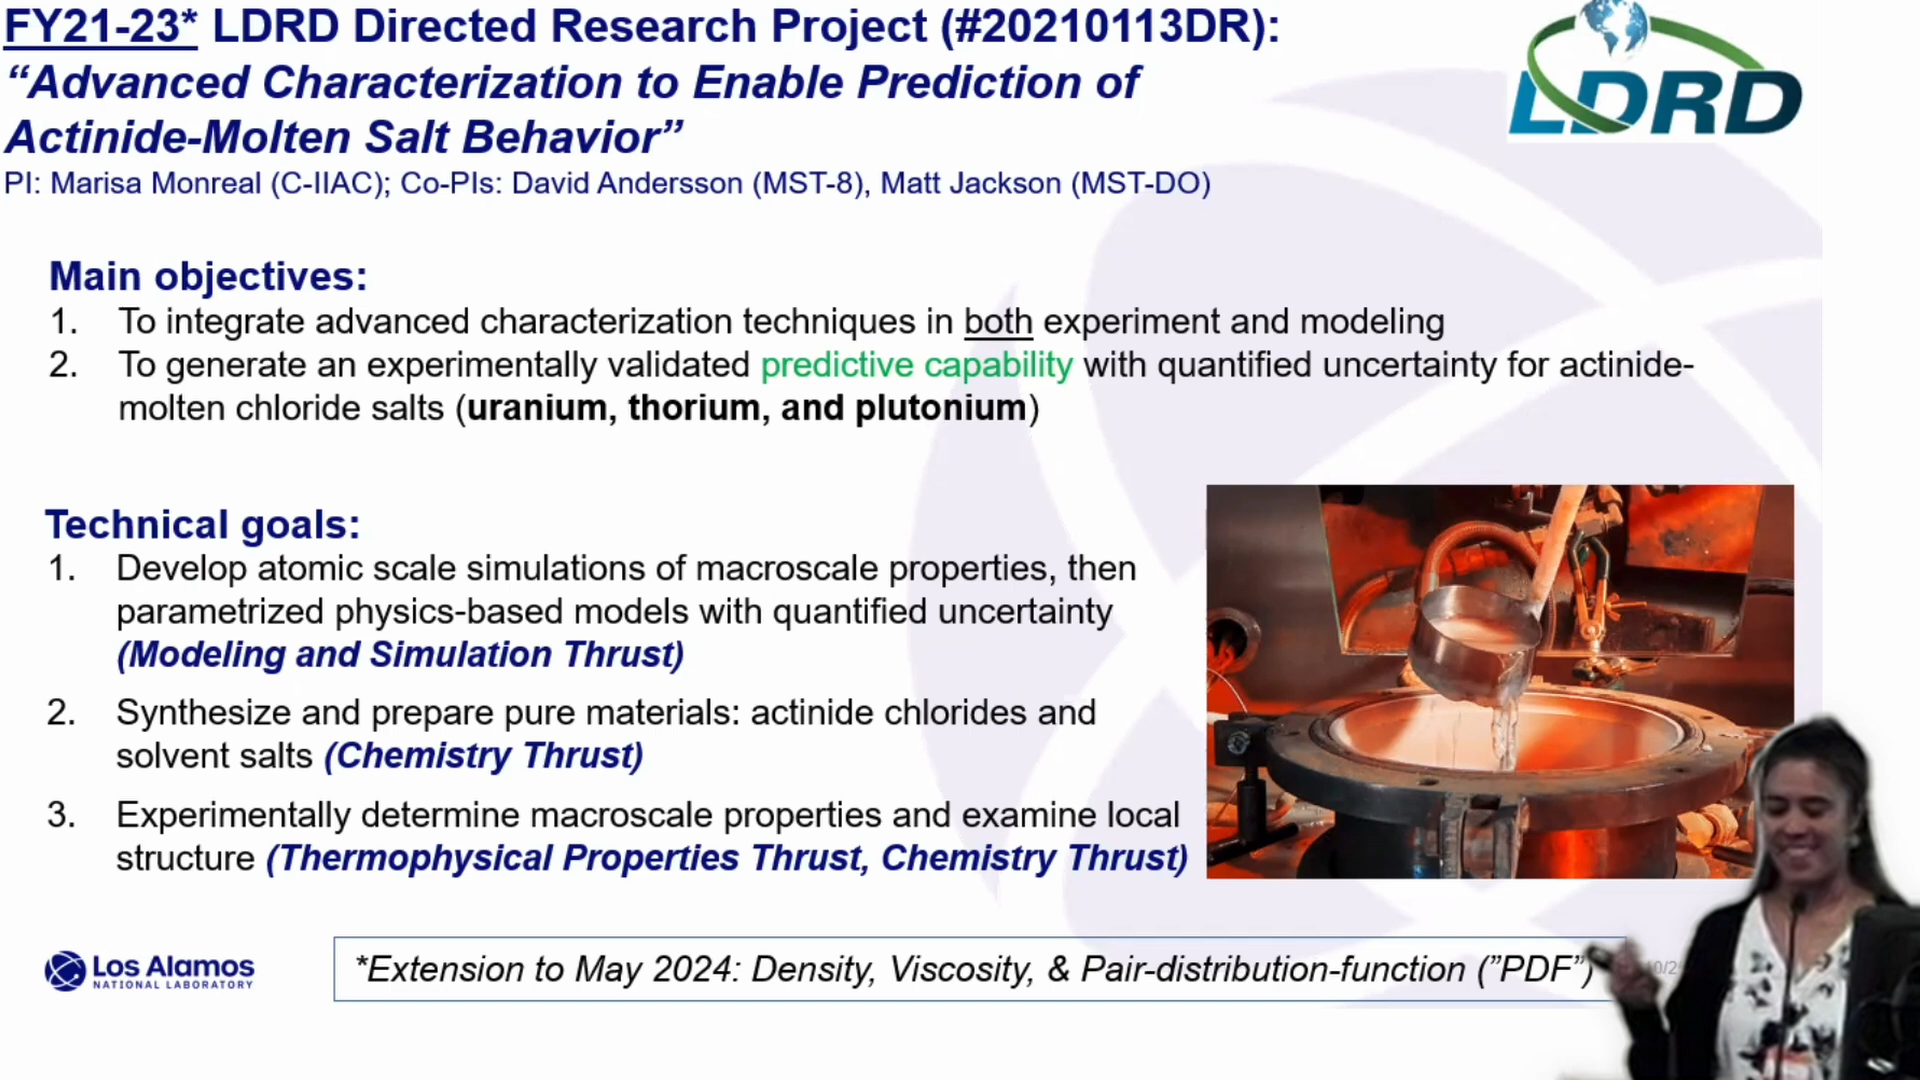 FY21-23* LDRD Directed Research Project (#20210113DR):
“Advanced Characterization to Enable Prediction of
Actinide-Molten Salt Behavior”
PI: Marisa Monreal (C-IIAC); Co-PIs: David Andersson (MST-8), Matt Jackson (MST-DO)
LDRD
Main objectives:
1. To integrate advanced characterization techniques in both experiment and modeling
2. To generate an experimentally validated predictive capability with quantified uncertainty for actinide-
molten chloride salts (uranium, thorium, and plutonium)
Technical goals:
1. Develop atomic scale simulations of macroscale properties, then
parametrized physics-based models with quantified uncertainty
(Modeling and Simulation Thrust)
2. Synthesize and prepare pure materials: actinide chlorides and
solvent salts (Chemistry Thrust)
3. Experimentally determine macroscale properties and examine local
structure (Thermophysical Properties Thrust, Chemistry Thrust)
Los Alamos
NATIONAL LABORATORY
*Extension to May 2024: Density, Viscosity, & Pair-distribution-function (”PDF”)